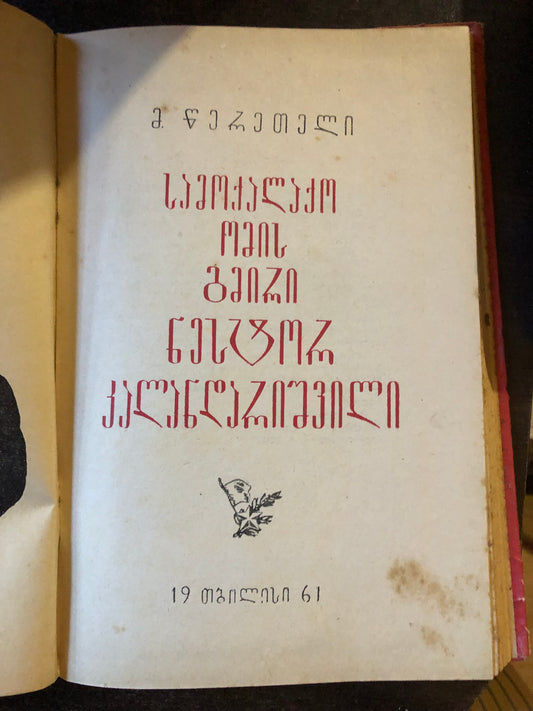 მ. წერეთელი
სამოქალაქო
ომის
გმირი
ნესტორ
კალანდარიშვილი
19 თბილისი 61